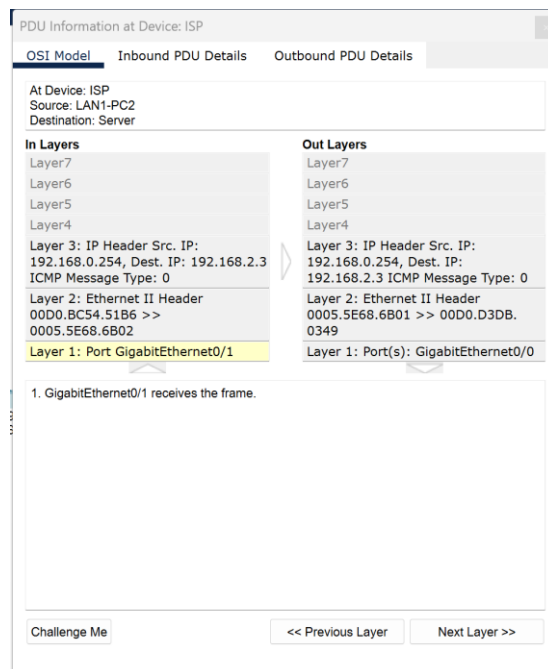 PDU Information at Device: ISP
OSI Model Inbound PDU Details Outbound PDU Details
At Device: ISP
Source: LAN1-PC2
Destination: Server
In Layers
Layer7
Layer6
Layer5
Layer4
Layer 3: IP Header Src. IP:
192.168.0.254, Dest. IP: 192.168.2.3
ICMP Message Type: 0
Layer 2: Ethernet II Header
00D0.BC54.51B6 >>
0005.5E68.6B02
Layer 1: Port GigabitEthernet0/1
Out Layers
Layer7
Layer6
Layer5
Layer4
Layer 3: IP Header Src. IP:
192.168.0.254, Dest. IP:
192.168.2.3 ICMP Message Type: 0
Layer 2: Ethernet II Header
0005.5E68.6B01 >> 00D0.D3DB.
0349
Layer 1: Port(s): GigabitEthernet0/0
1. GigabitEthernet0/1 receives the frame.
Challenge Me << Previous Layer Next Layer >>